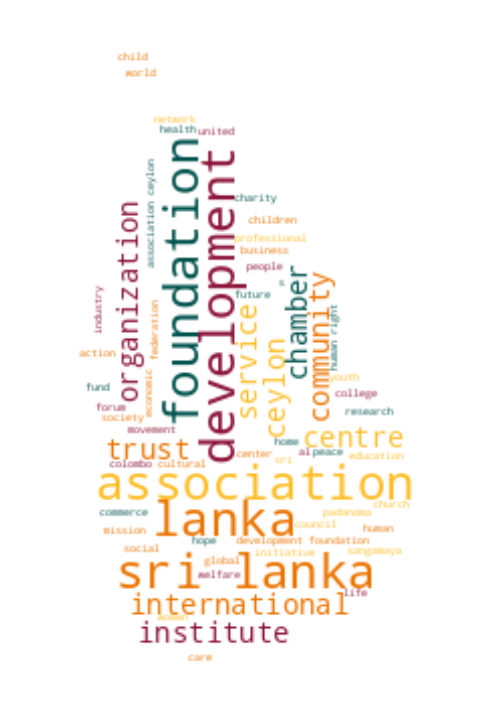 child
world
network
health
united
foundation
development
association ceylon
charity
organization
children
professional
business
people
chamber
community
future
s
industry
federation
service
human right
ceylon
action
economic
youth
fund
college
forum
research
society
movement
centre
trust
home
center
al
peace
education
colombo
cultural
sri
association
church
lanka
commerce
padanama
council
mission
human
hope
development foundation
social
initiative
sangamaya
sri lanka
global
welfare
life
international
women
institute
care